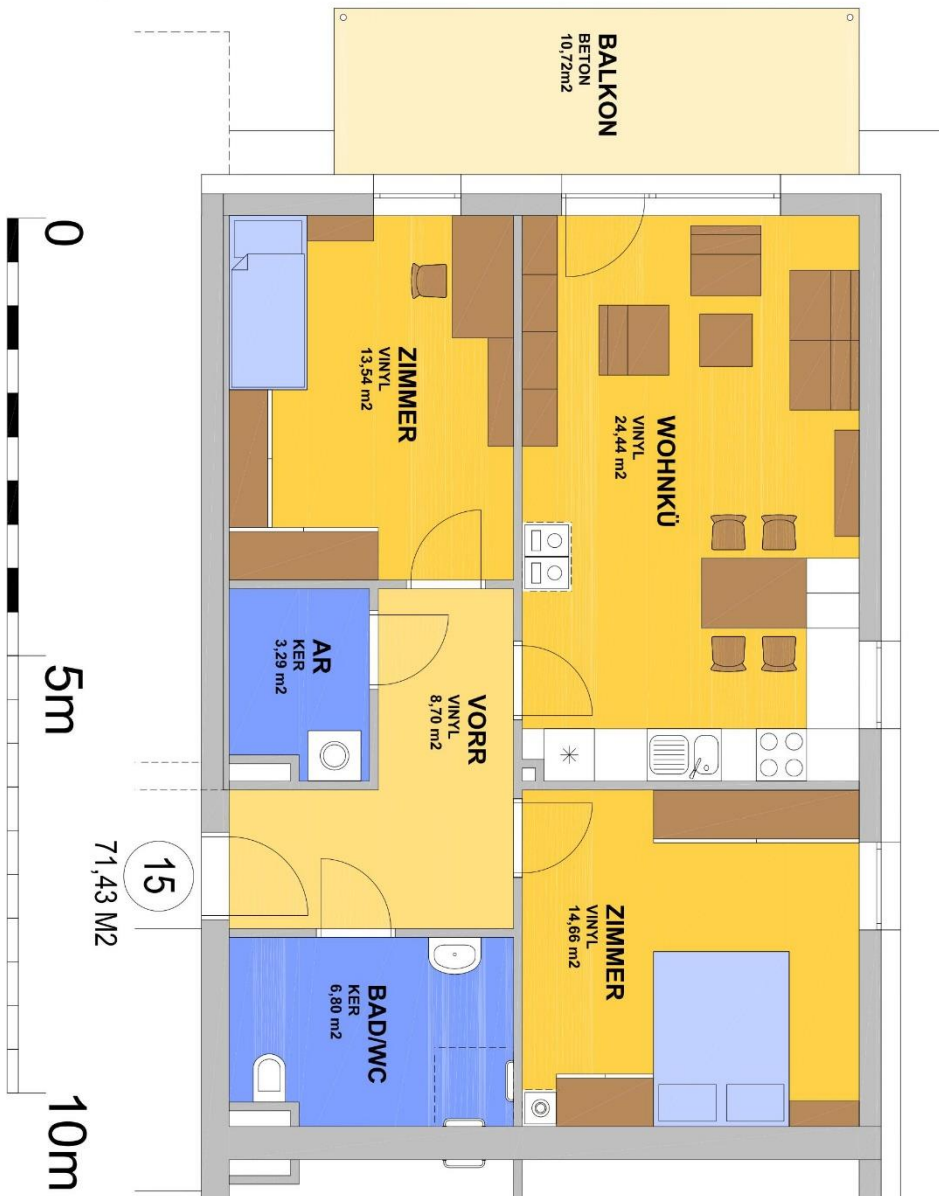 BALKON
BETON
10,72m2
ZIMMER
VINYL
13,54 m2
WOHNKÜ
VINYL
24,44 m2
AR
KER
3,29 m2
VORR
VINYL
8,70 m2
ZIMMER
VINYL
14,66 m2
BAD/WC
KER
6,80 m2
15
71,43 M2
0
5m
10m